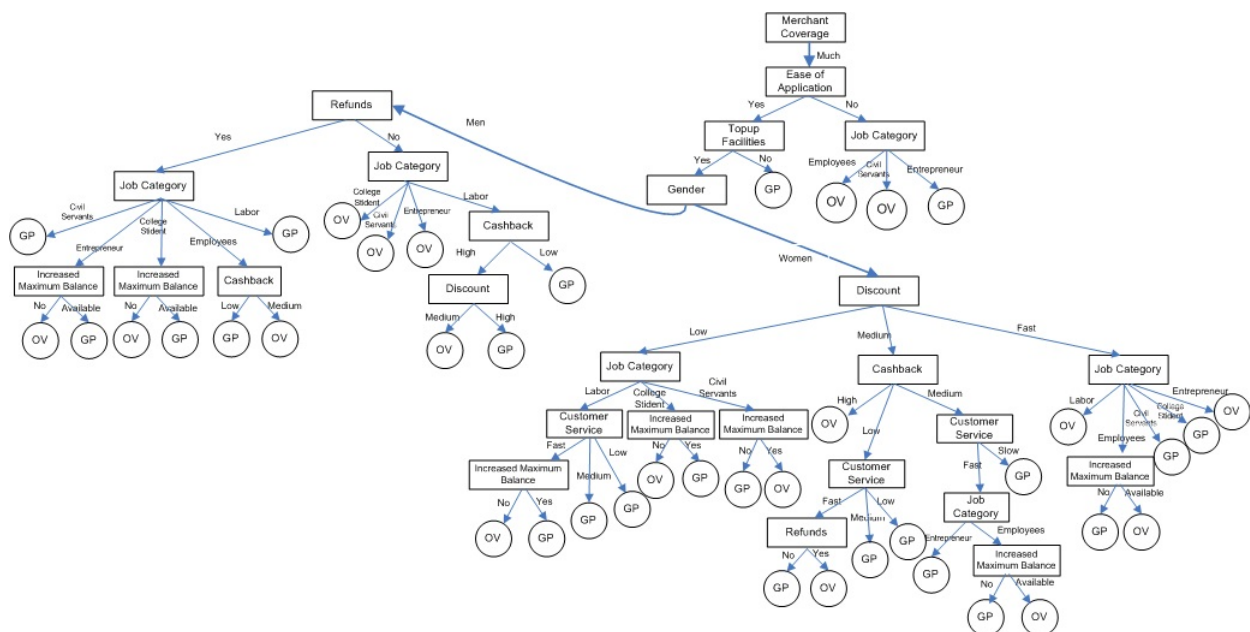 Merchant
Coverage
Much
Ease of
Application
Yes
No
Topup
Facilities
Job Category
Yes
No
Employees
Civil
Servants
Entrepreneur
Gender
GP
OV
OV
GP
Men
Women
Refunds
Yes
No
Job Category
Job Category
Civil
Servants
Entrepreneur
College
Stident
Employees
Labor
GP
GP
College
Student
Civil
Servants
Entrepreneur
Labor
OV
OV
OV
Cashback
High
Low
Discount
GP
Medium
High
OV
GP
Increased
Maximum Balance
Increased
Maximum Balance
Cashback
No
Available
No
Available
Low
Medium
OV
GP
OV
GP
GP
OV
Discount
Low
Medium
Fast
Job Category
Cashback
Job Category
Labor
College
Stident
Civil
Servants
Customer
Service
Increased
Maximum Balance
Increased
Maximum Balance
Fast
Medium
Low
No
Yes
No
Yes
Increased Maximum
Balance
GP
GP
OV
GP
GP
OV
No
Yes
OV
GP
High
Low
Medium
OV
Customer
Service
Customer
Service
Fast
Medium
Low
Fast
Slow
Refunds
GP
GP
Job
Category
GP
No
Yes
Entrepreneur
Employees
GP
OV
GP
Increased
Maximum Balance
No
Available
GP
OV
Labor
Employees
Civil
Servants
College
Student
Entrepreneur
OV
Increased
Maximum Balance
GP
GP
OV
No
Available
GP
OV